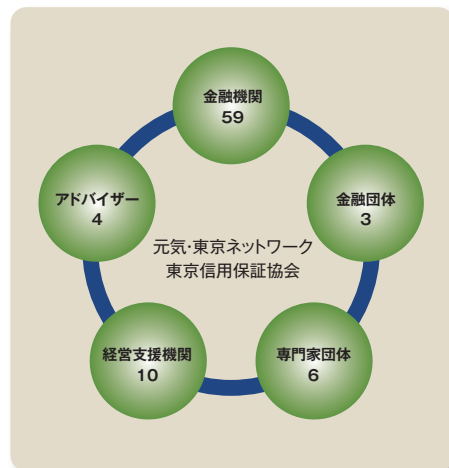 金融機関
59
アドバイザー
4
金融団体
3
元気・東京ネットワーク
東京信用保証協会
経営支援機関
10
専門家団体
6